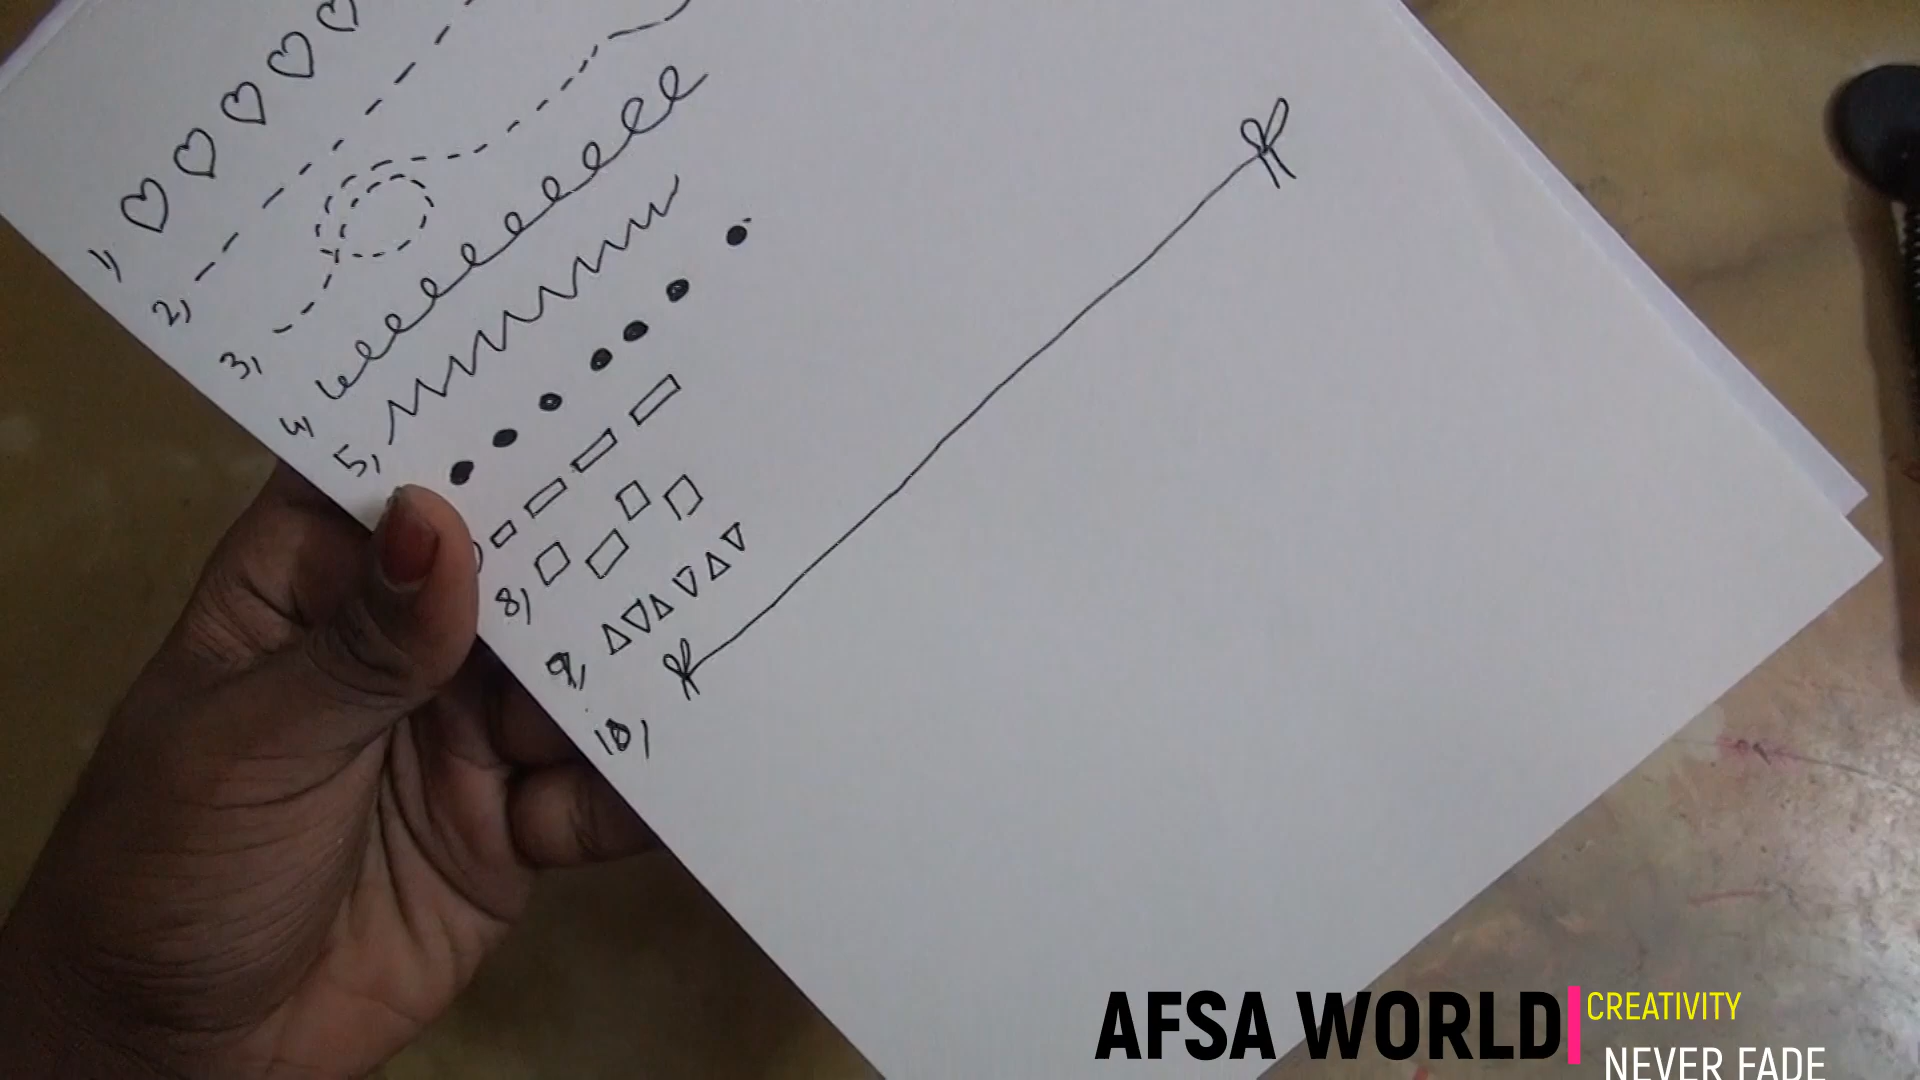 1)
2)
3)
4)
5)
8)
9)
10)
AFSA WORLD
CREATIVITY
NEVER FADE